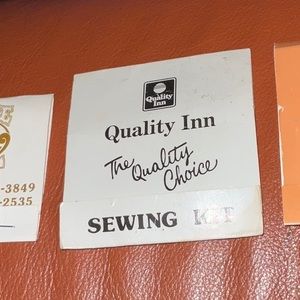 Quality
Inn
Quality Inn
The Quality
Choice
SEWING KIT
-3849
-2535